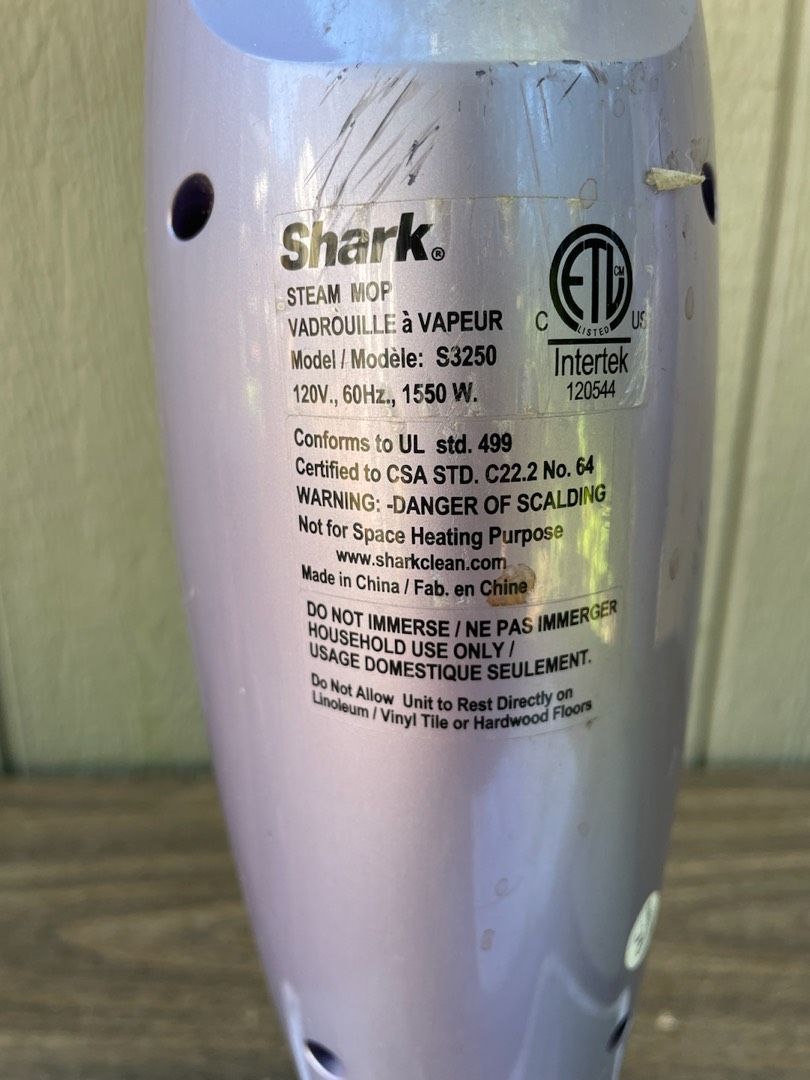 Shark®
STEAM MOP
VADROUILLE à VAPEUR
Model / Modèle: S3250
120V., 60Hz., 1550 W.
ETL CM
LISTED
C US
Intertek
120544
Conforms to UL std. 499
Certified to CSA STD. C22.2 No. 64
WARNING: -DANGER OF SCALDING
Not for Space Heating Purpose
www.sharkclean.com
Made in China / Fab. en Chine
DO NOT IMMERSE / NE PAS IMMERGER
HOUSEHOLD USE ONLY /
USAGE DOMESTIQUE SEULEMENT.
Do Not Allow Unit to Rest Directly on
Linoleum / Vinyl Tile or Hardwood Floors